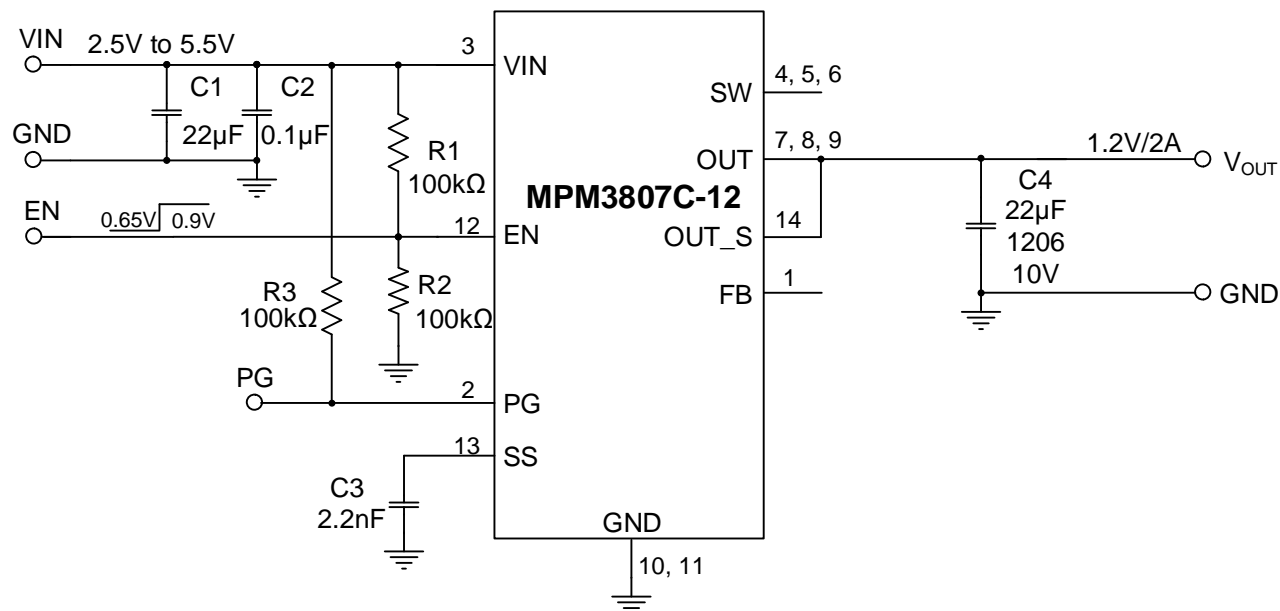 VIN
2.5V to 5.5V
3
VIN
C1
22µF
C2
0.1µF
GND
R1
100kΩ
EN
0.65V
0.9V
12
EN
R3
100kΩ
R2
100kΩ
PG
2
PG
13
SS
C3
2.2nF
MPM3807C-12
SW
4, 5, 6
OUT
7, 8, 9
OUT_S
14
FB
1
GND
10, 11
1.2V/2A
VOUT
C4
22µF
1206
10V
GND